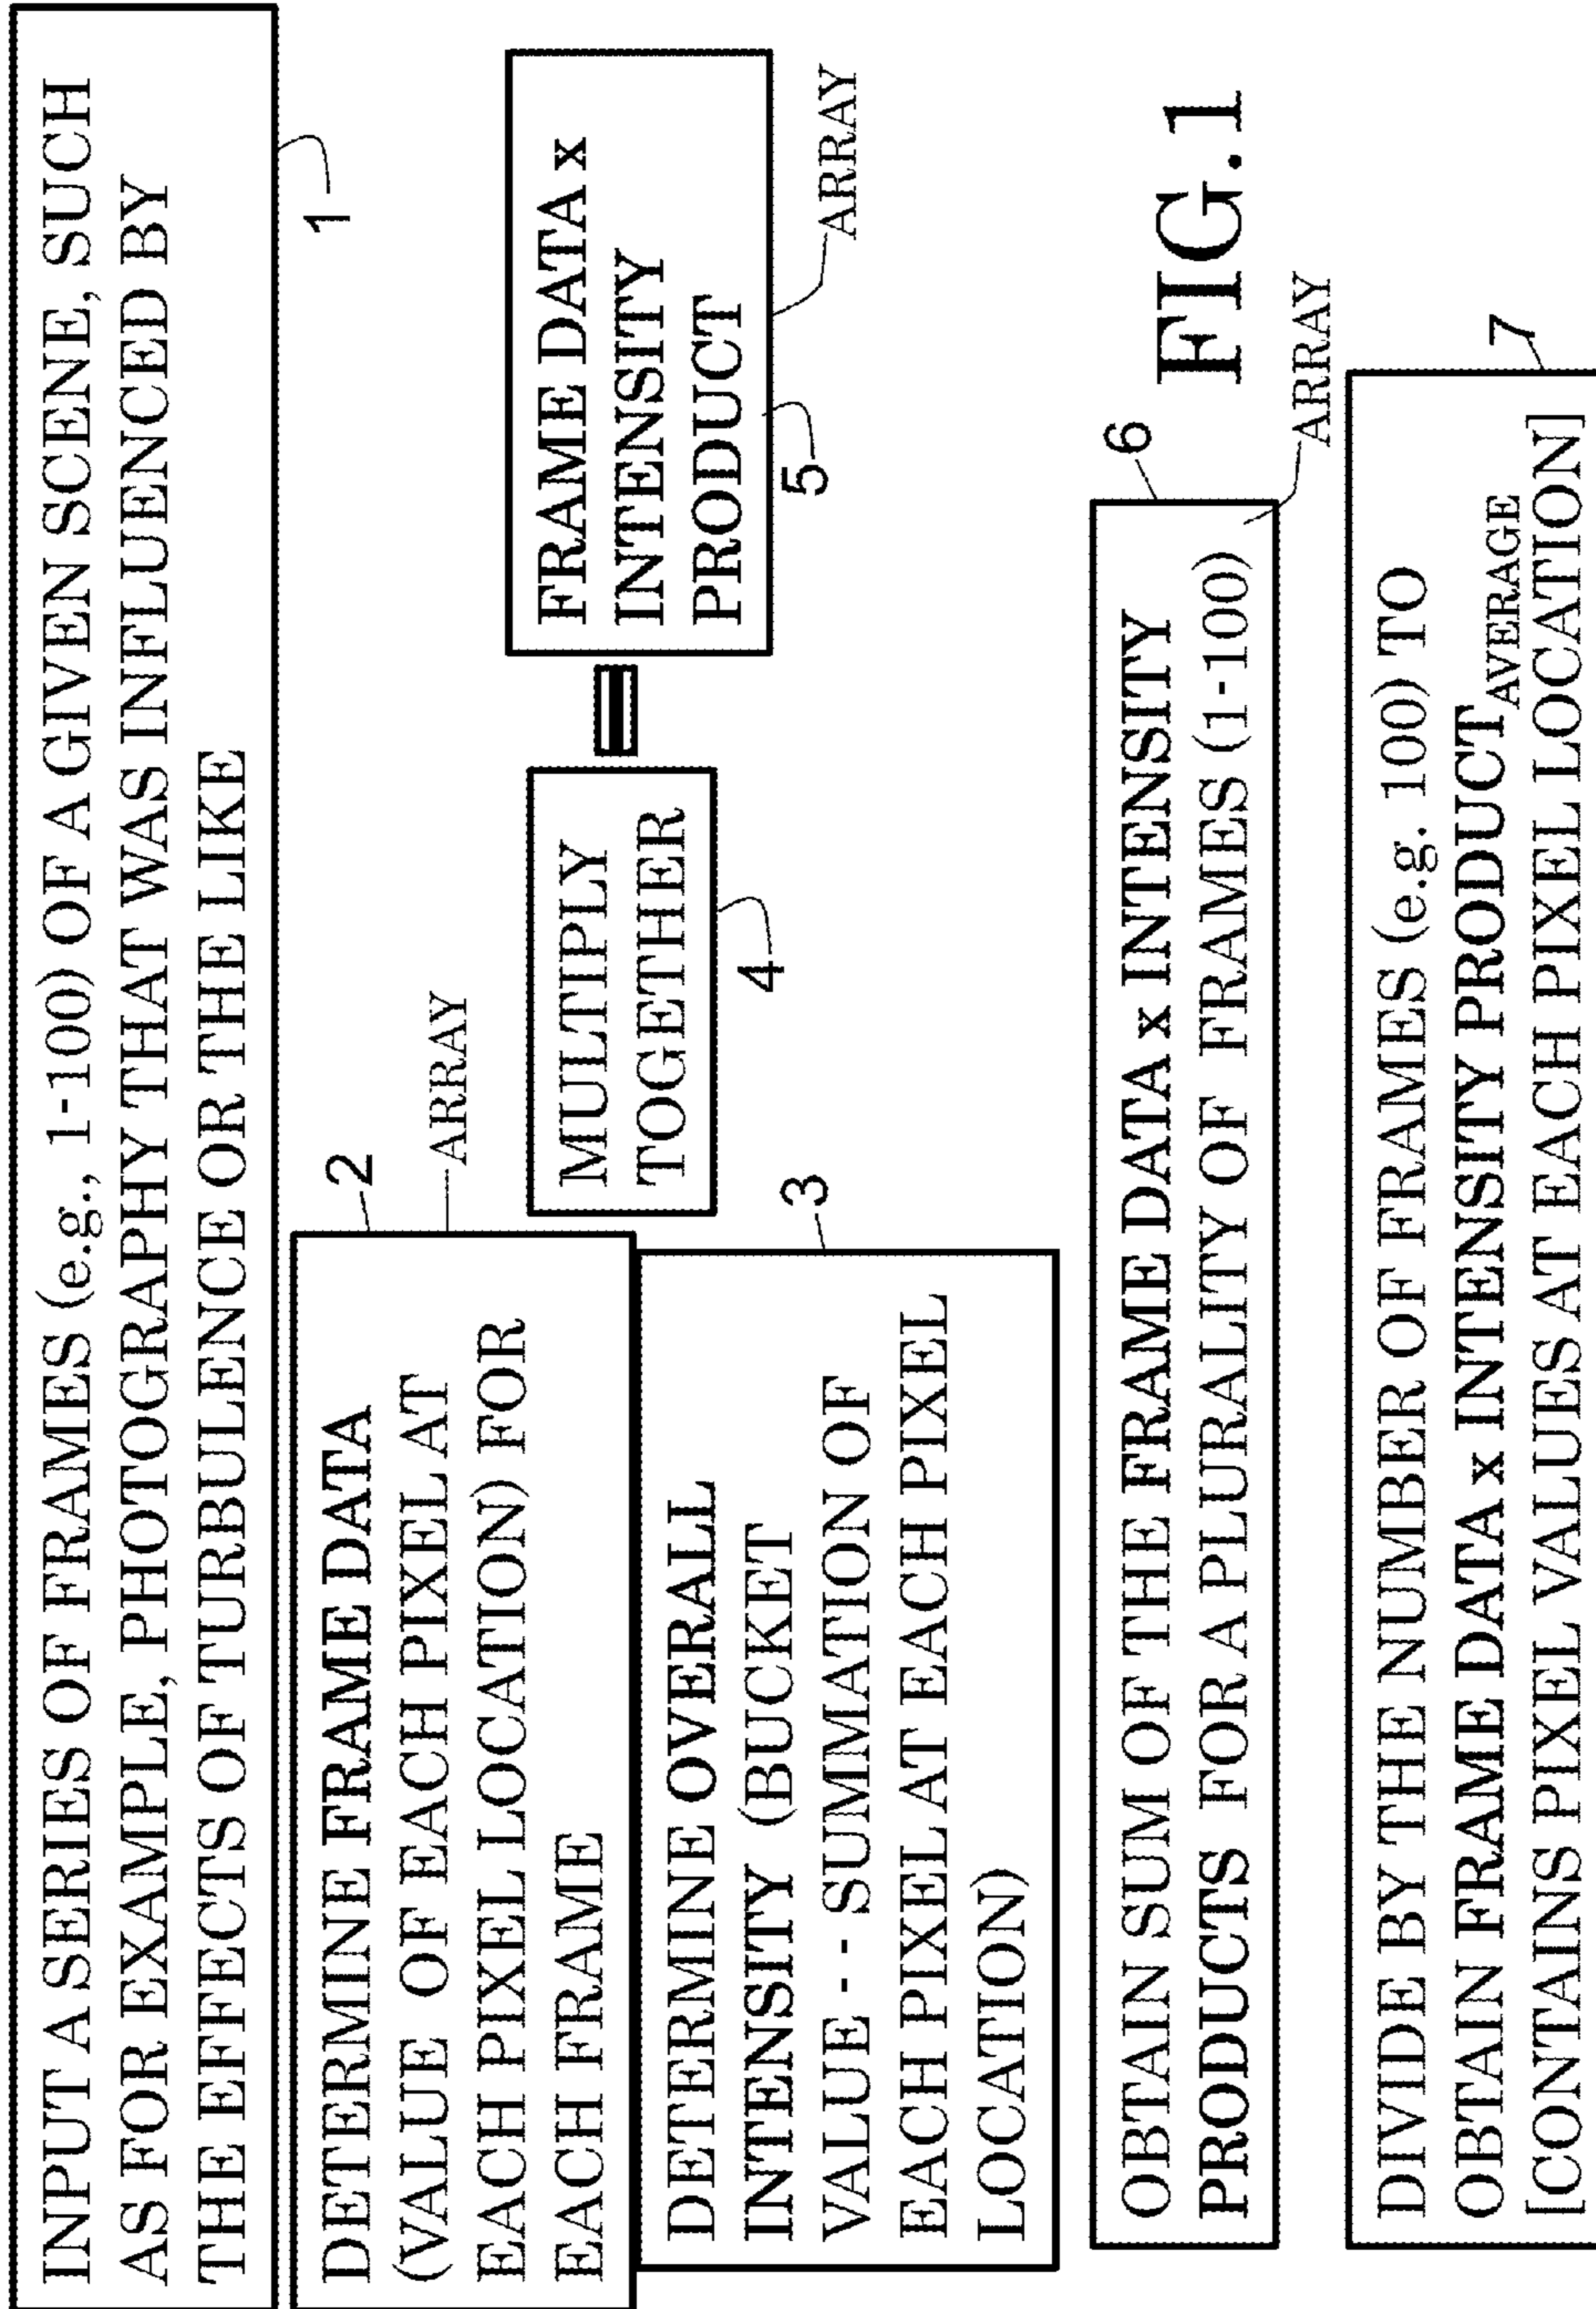 INPUT A SERIES OF FRAMES (e.g., 1-100) OF A GIVEN SCENE, SUCH
AS FOR EXAMPLE, PHOTOGRAPHY THAT WAS INFLUENCED BY
THE EFFECTS OF TURBULENCE OR THE LIKE
1
DETERMINE FRAME DATA
(VALUE OF EACH PIXEL AT
EACH PIXEL LOCATION) FOR
EACH FRAME
2
ARRAY
DETERMINE OVERALL
INTENSITY (BUCKET
VALUE - - SUMMATION OF
EACH PIXEL AT EACH PIXEL
LOCATION)
3
MULTIPLY
TOGETHER
4
=
FRAME DATA x
INTENSITY
PRODUCT
5
ARRAY
OBTAIN SUM OF THE FRAME DATA x INTENSITY
PRODUCTS FOR A PLURALITY OF FRAMES (1-100)
6
ARRAY
FIG.1
DIVIDE BY THE NUMBER OF FRAMES (e.g. 100) TO
OBTAIN FRAME DATA x INTENSITY PRODUCT AVERAGE
[CONTAINS PIXEL VALUES AT EACH PIXEL LOCATION]
7